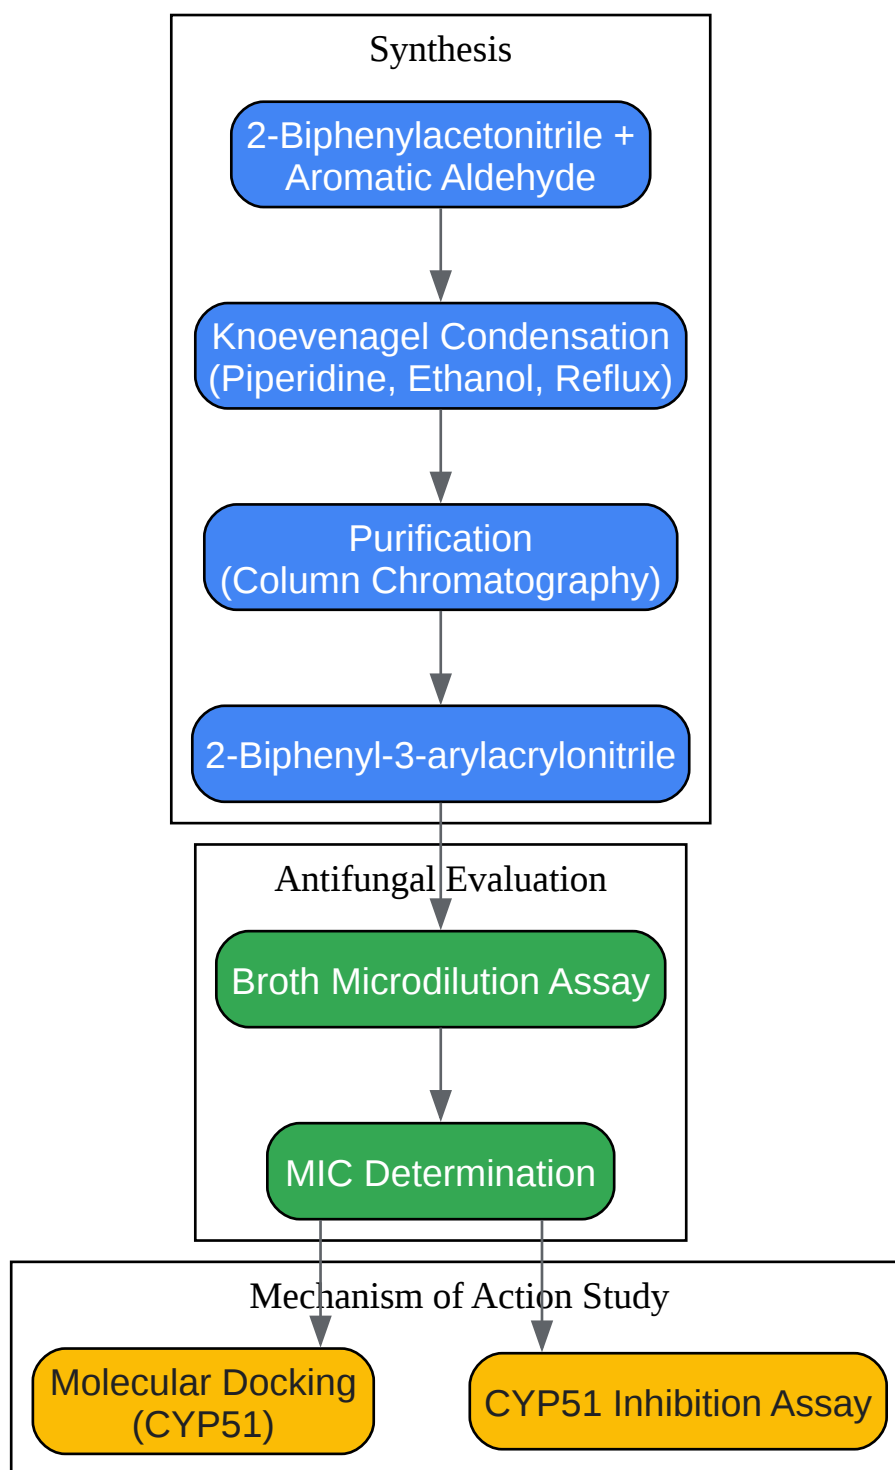 Synthesis
2-Biphenylacetonitrile +
Aromatic Aldehyde
Knoevenagel Condensation
(Piperidine, Ethanol, Reflux)
Purification
(Column Chromatography)
2-Biphenyl-3-arylacrylonitrile
Antifungal Evaluation
Broth Microdilution Assay
MIC Determination
Mechanism of Action Study
Molecular Docking
(CYP51)
CYP51 Inhibition Assay